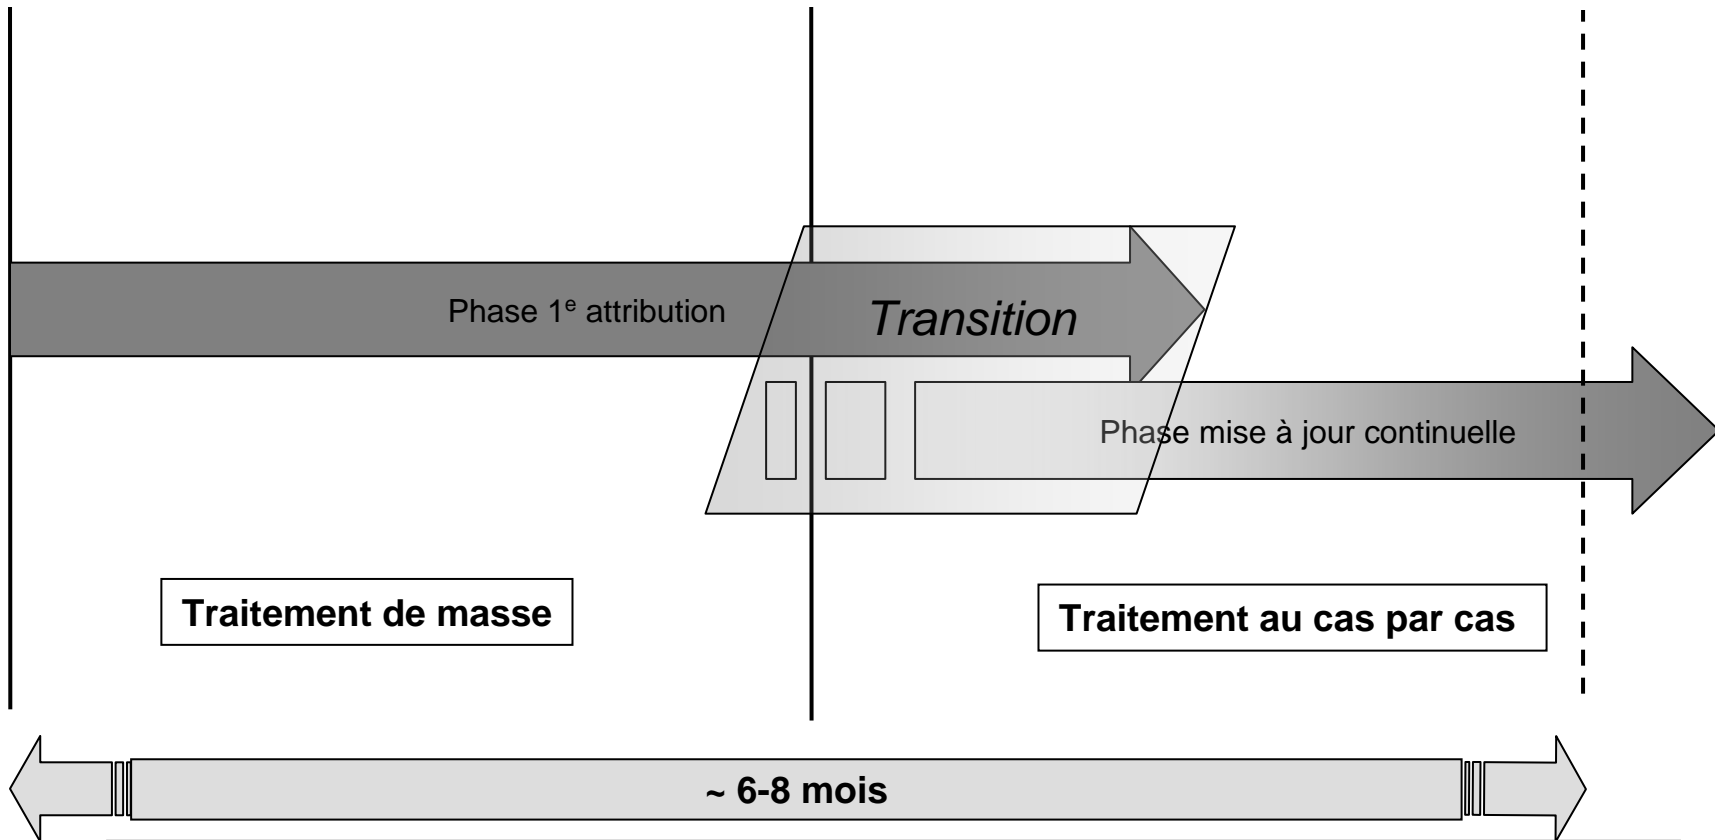 Phase 1e attribution
Transition
Phase mise à jour continuelle
Traitement de masse
Traitement au cas par cas
~ 6-8 mois